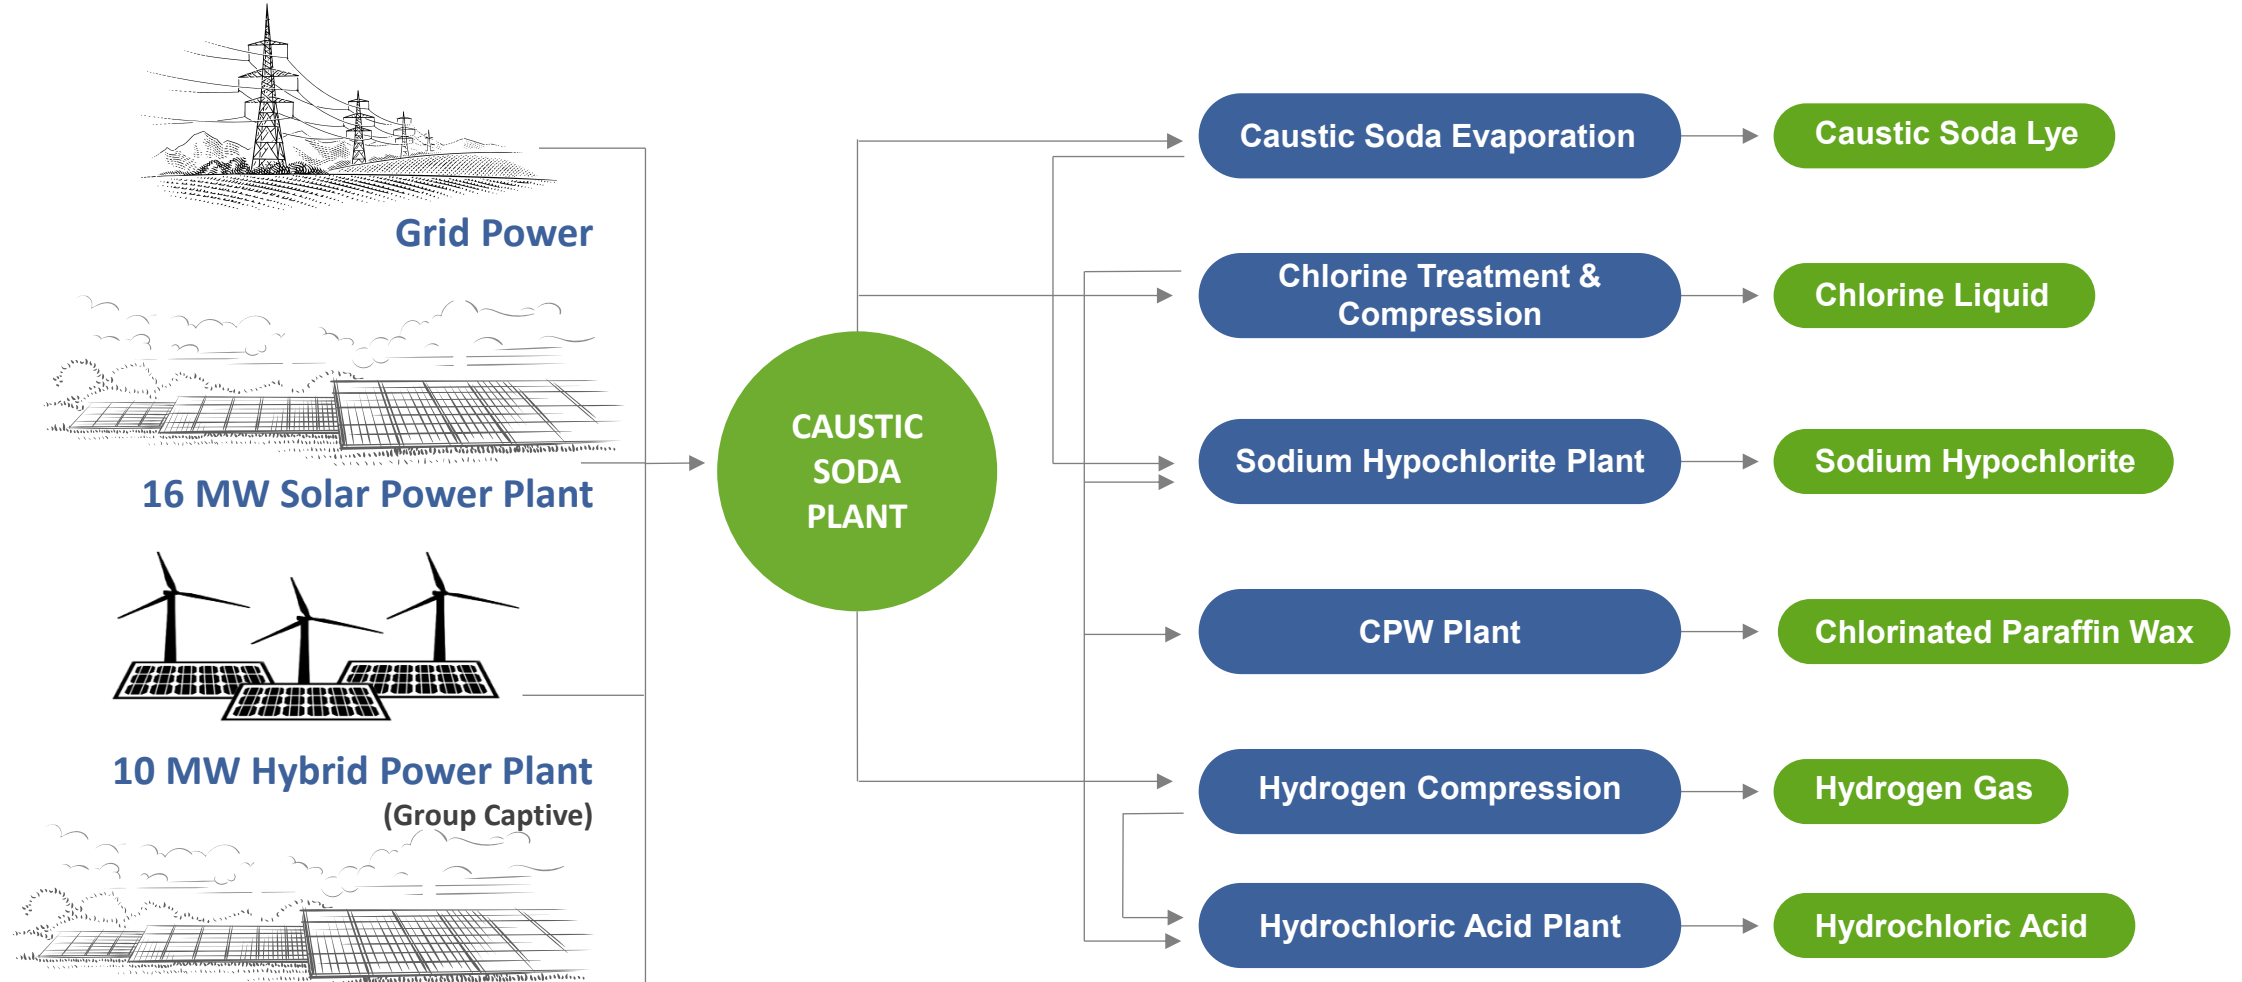 Grid Power
16 MW Solar Power Plant
10 MW Hybrid Power Plant
(Group Captive)
CAUSTIC
SODA
PLANT
Caustic Soda Evaporation
Caustic Soda Lye
Chlorine Treatment &
Compression
Chlorine Liquid
Sodium Hypochlorite Plant
Sodium Hypochlorite
CPW Plant
Chlorinated Paraffin Wax
Hydrogen Compression
Hydrogen Gas
Hydrochloric Acid Plant
Hydrochloric Acid